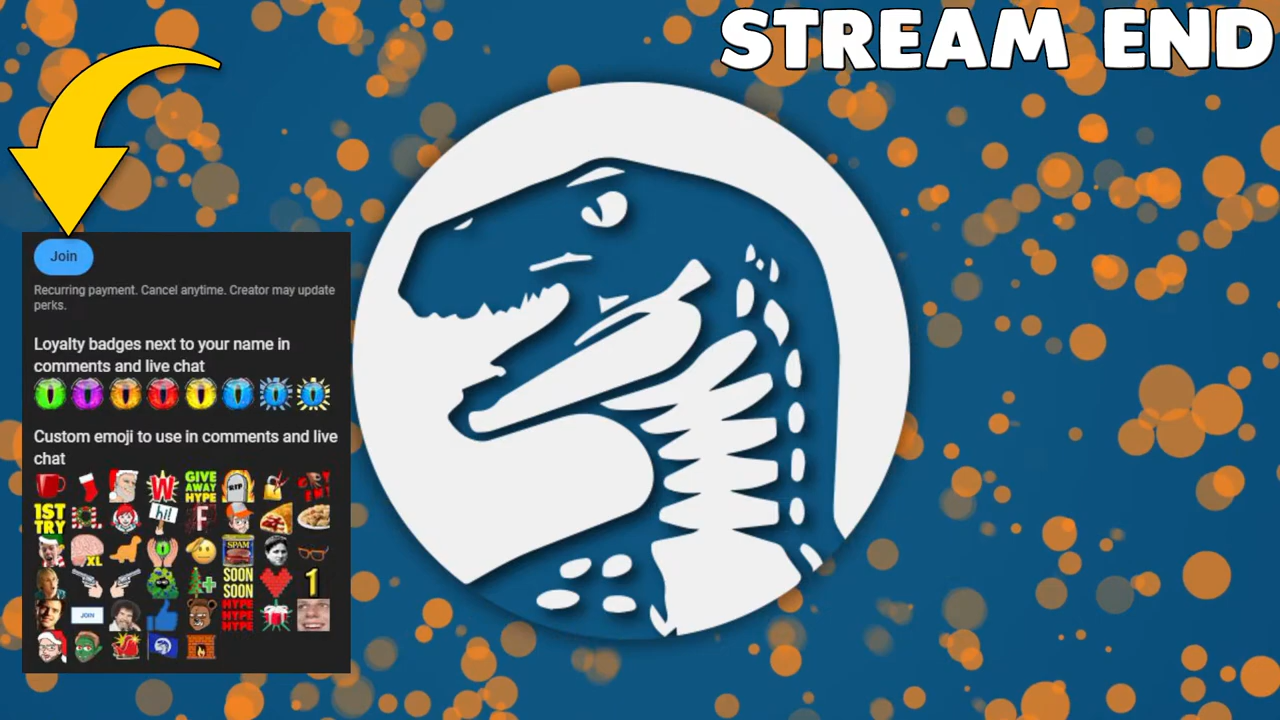 STREAM END
Join
Recurring payment. Cancel anytime. Creator may update
perks.
Loyalty badges next to your name in
comments and live chat
Custom emoji to use in comments and live
chat
W
GIVE
AWAY
HYPE
RIP
1ST
TRY
hi!
F
XL
SPAM
SOON
SOON
1
JOIN
HYPE
HYPE
HYPE